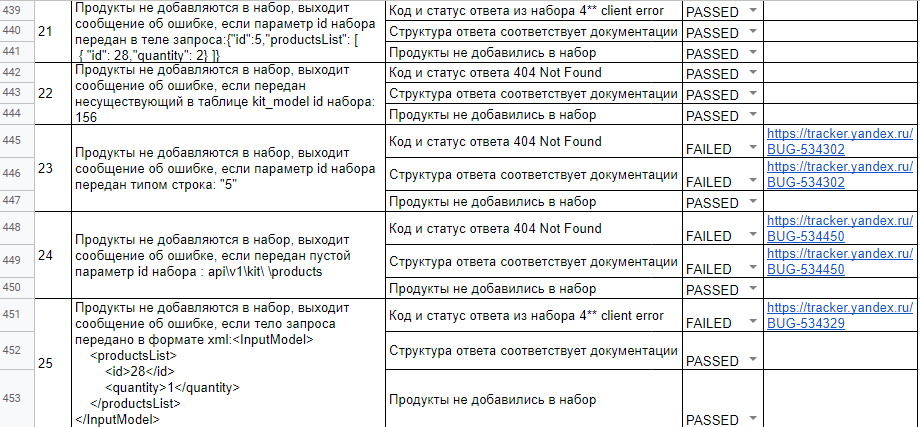 439
440
441
21
Продукты не добавляются в набор, выходит
сообщение об ошибке, если параметр id набора
передан в теле запроса:{"id":5,"productsList": [
{ "id": 28,"quantity": 2} ]}
Код и статус ответа из набора 4** client error
PASSED
Структура ответа соответствует документации
PASSED
Продукты не добавились в набор
PASSED
442
443
444
22
Продукты не добавляются в набор, выходит
сообщение об ошибке, если передан
несуществующий в таблице kit_model id набора:
156
Код и статус ответа 404 Not Found
PASSED
Структура ответа соответствует документации
PASSED
Продукты не добавились в набор
PASSED
445
446
447
23
Продукты не добавляются в набор, выходит
сообщение об ошибке, если параметр id набора
передан типом строка: "5"
Код и статус ответа 404 Not Found
FAILED
https://tracker.yandex.ru/
BUG-534302
Структура ответа соответствует документации
FAILED
https://tracker.yandex.ru/
BUG-534302
Продукты не добавились в набор
PASSED
448
449
450
24
Продукты не добавляются в набор, выходит
сообщение об ошибке, если передан пустой
параметр id набора : api\v1\kit\ \products
Код и статус ответа 404 Not Found
FAILED
https://tracker.yandex.ru/
BUG-534450
Структура ответа соответствует документации
FAILED
https://tracker.yandex.ru/
BUG-534450
Продукты не добавились в набор
PASSED
451
452
453
25
Продукты не добавляются в набор, выходит
сообщение об ошибке, если тело запроса
передано в формате xml:<InputModel>
<productsList>
<id>28</id>
<quantity>1</quantity>
</productsList>
</InputModel>
Код и статус ответа из набора 4** client error
FAILED
https://tracker.yandex.ru/
BUG-534329
Структура ответа соответствует документации
PASSED
Продукты не добавились в набор
PASSED